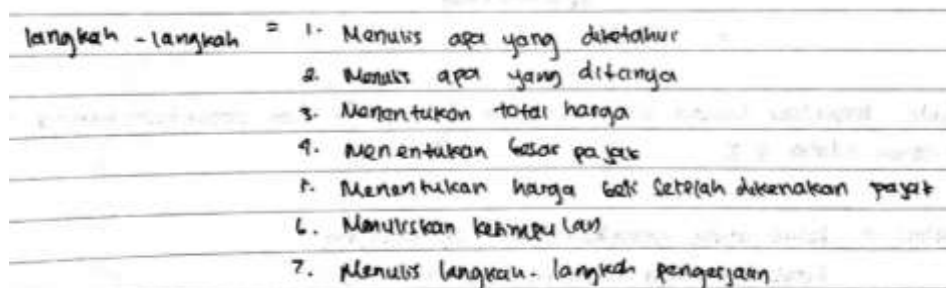 langkah - langkah = 1. Menulis apa yang diketahui
2. Menulis apa yang ditanya
3. Menentukan total harga
4. Menentukan besar pajak
5. Menentukan harga beli setelah dikenakan pajak
6. Menuliskan kesimpulan
7. Menulis langkah-langkah pengerjaan